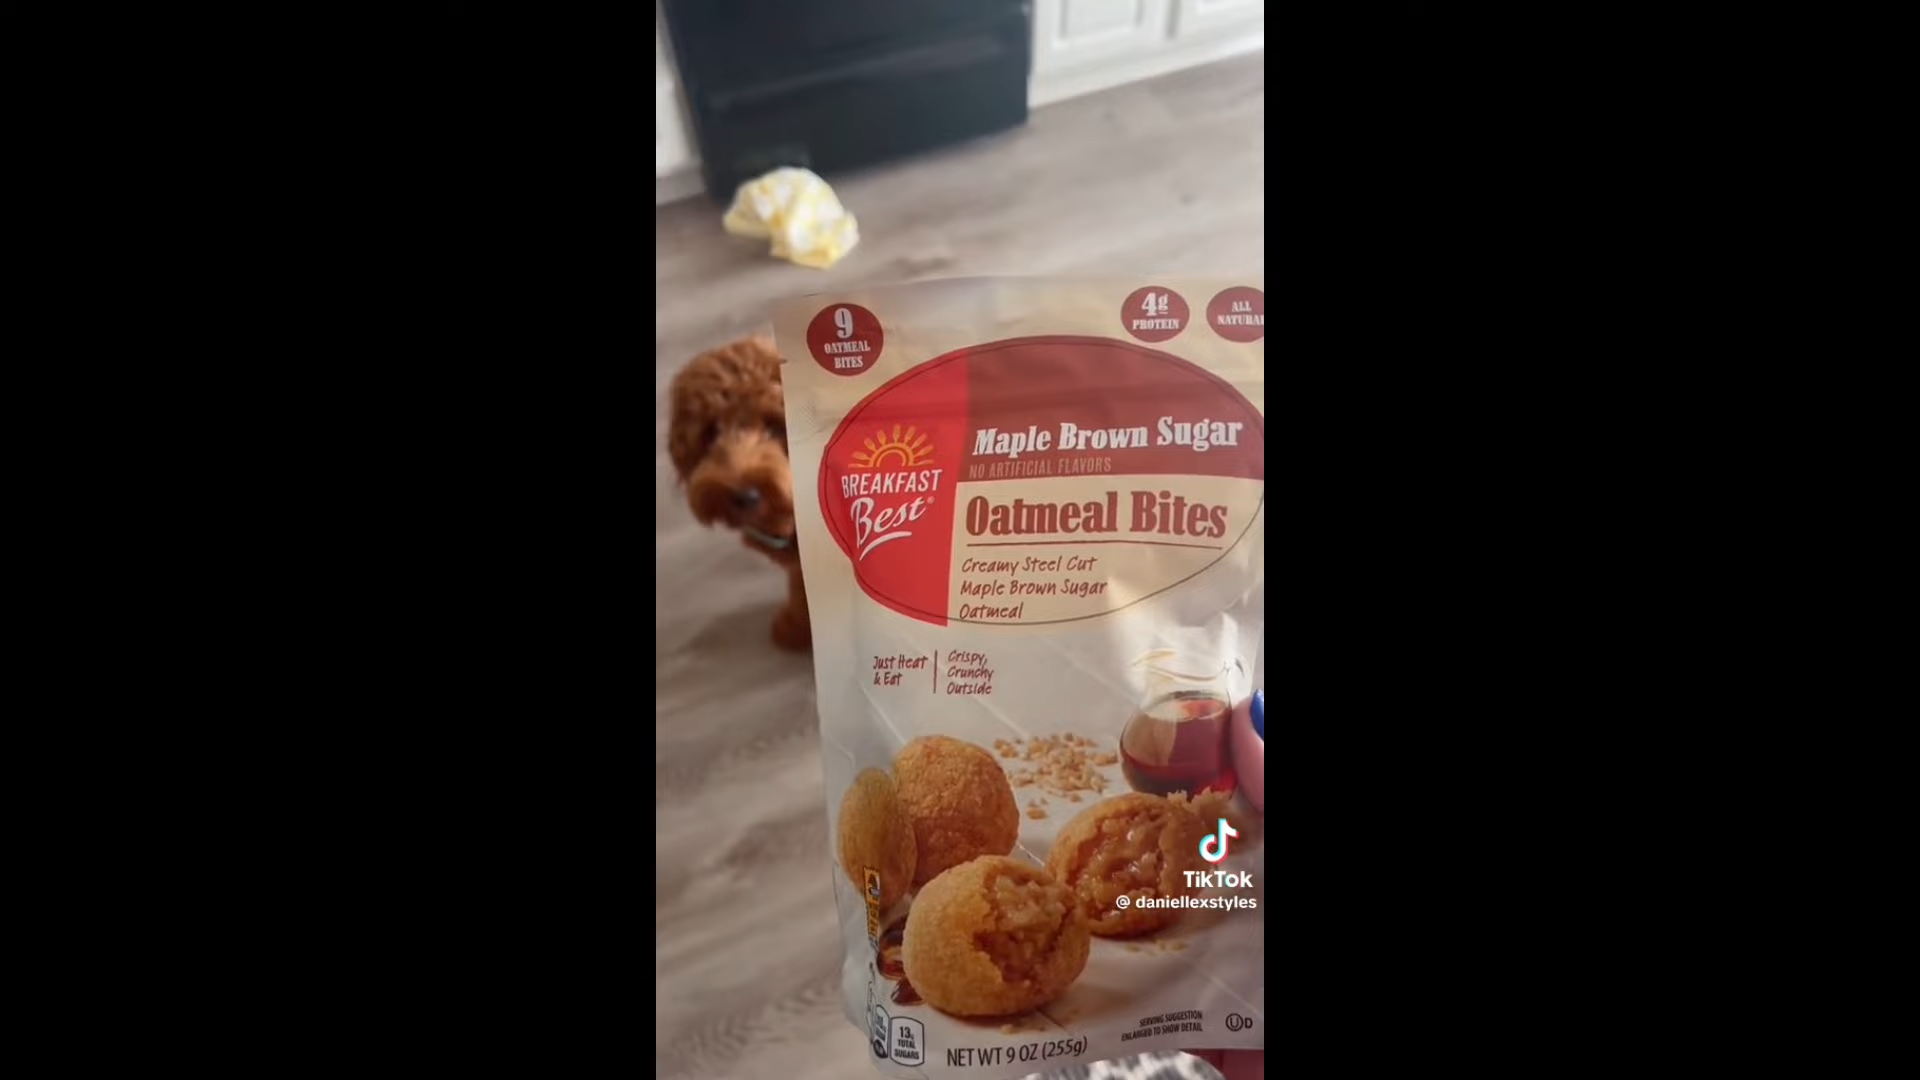 9
OATMEAL
BITES
4g
PROTEIN
ALL
NATURAL
Maple Brown Sugar
NO ARTIFICIAL FLAVORS
BREAKFAST
Best®
Oatmeal Bites
Creamy Steel Cut
Maple Brown Sugar
Oatmeal
Just Heat
& Eat
Crispy,
Crunchy
Outside
TikTok
@ daniellexstyles
13g
TOTAL
SUGARS
NET WT 9 OZ (255g)
SERVING SUGGESTION
ENLARGED TO SHOW DETAIL
UD